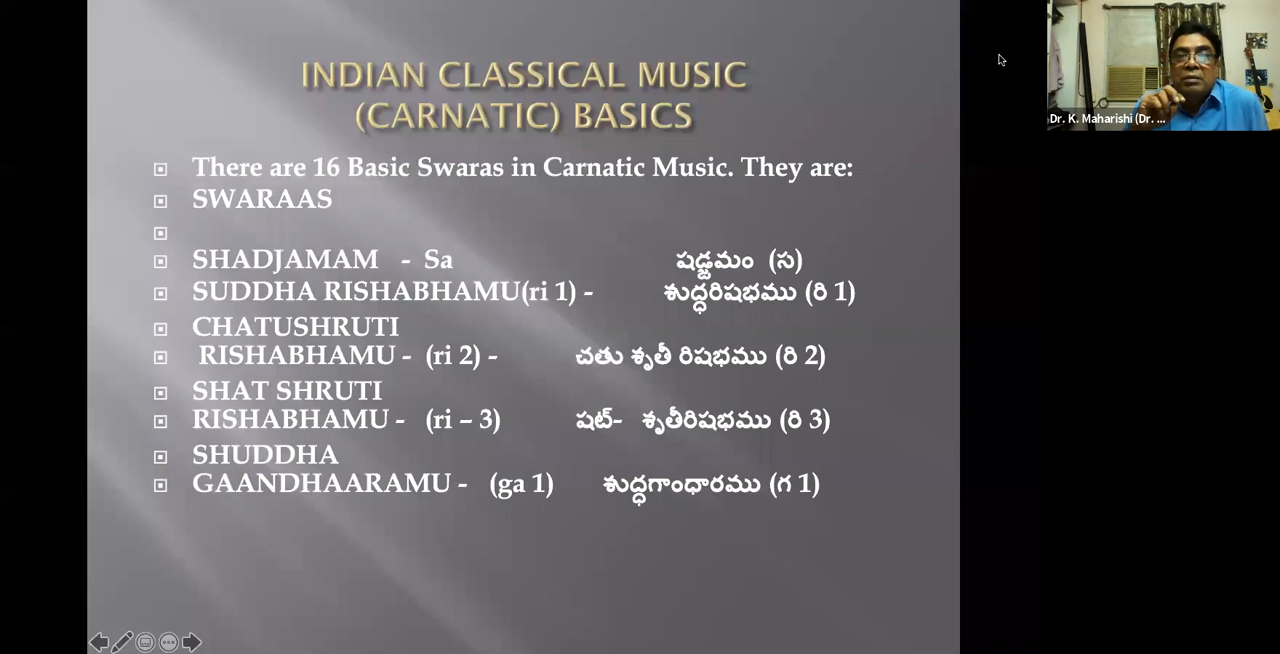 INDIAN CLASSICAL MUSIC
(CARNATIC) BASICS
There are 16 Basic Swaras in Carnatic Music. They are:
SWARAAS
SHADJAMAM - Sa షడ్జమం (స)
SUDDHA RISHABHAMU(ri 1) - శుద్ధరిషభము (రి 1)
CHATUSHRUTI
RISHABHAMU - (ri 2) - చతు శృతీ రిషభము (రి 2)
SHAT SHRUTI
RISHABHAMU - (ri – 3) షట్- శృతీరిషభము (రి 3)
SHUDDHA
GAANDHAARAMU - (ga 1) శుద్ధగాంధారము (గ 1)
Dr. K. Maharishi (Dr. ...